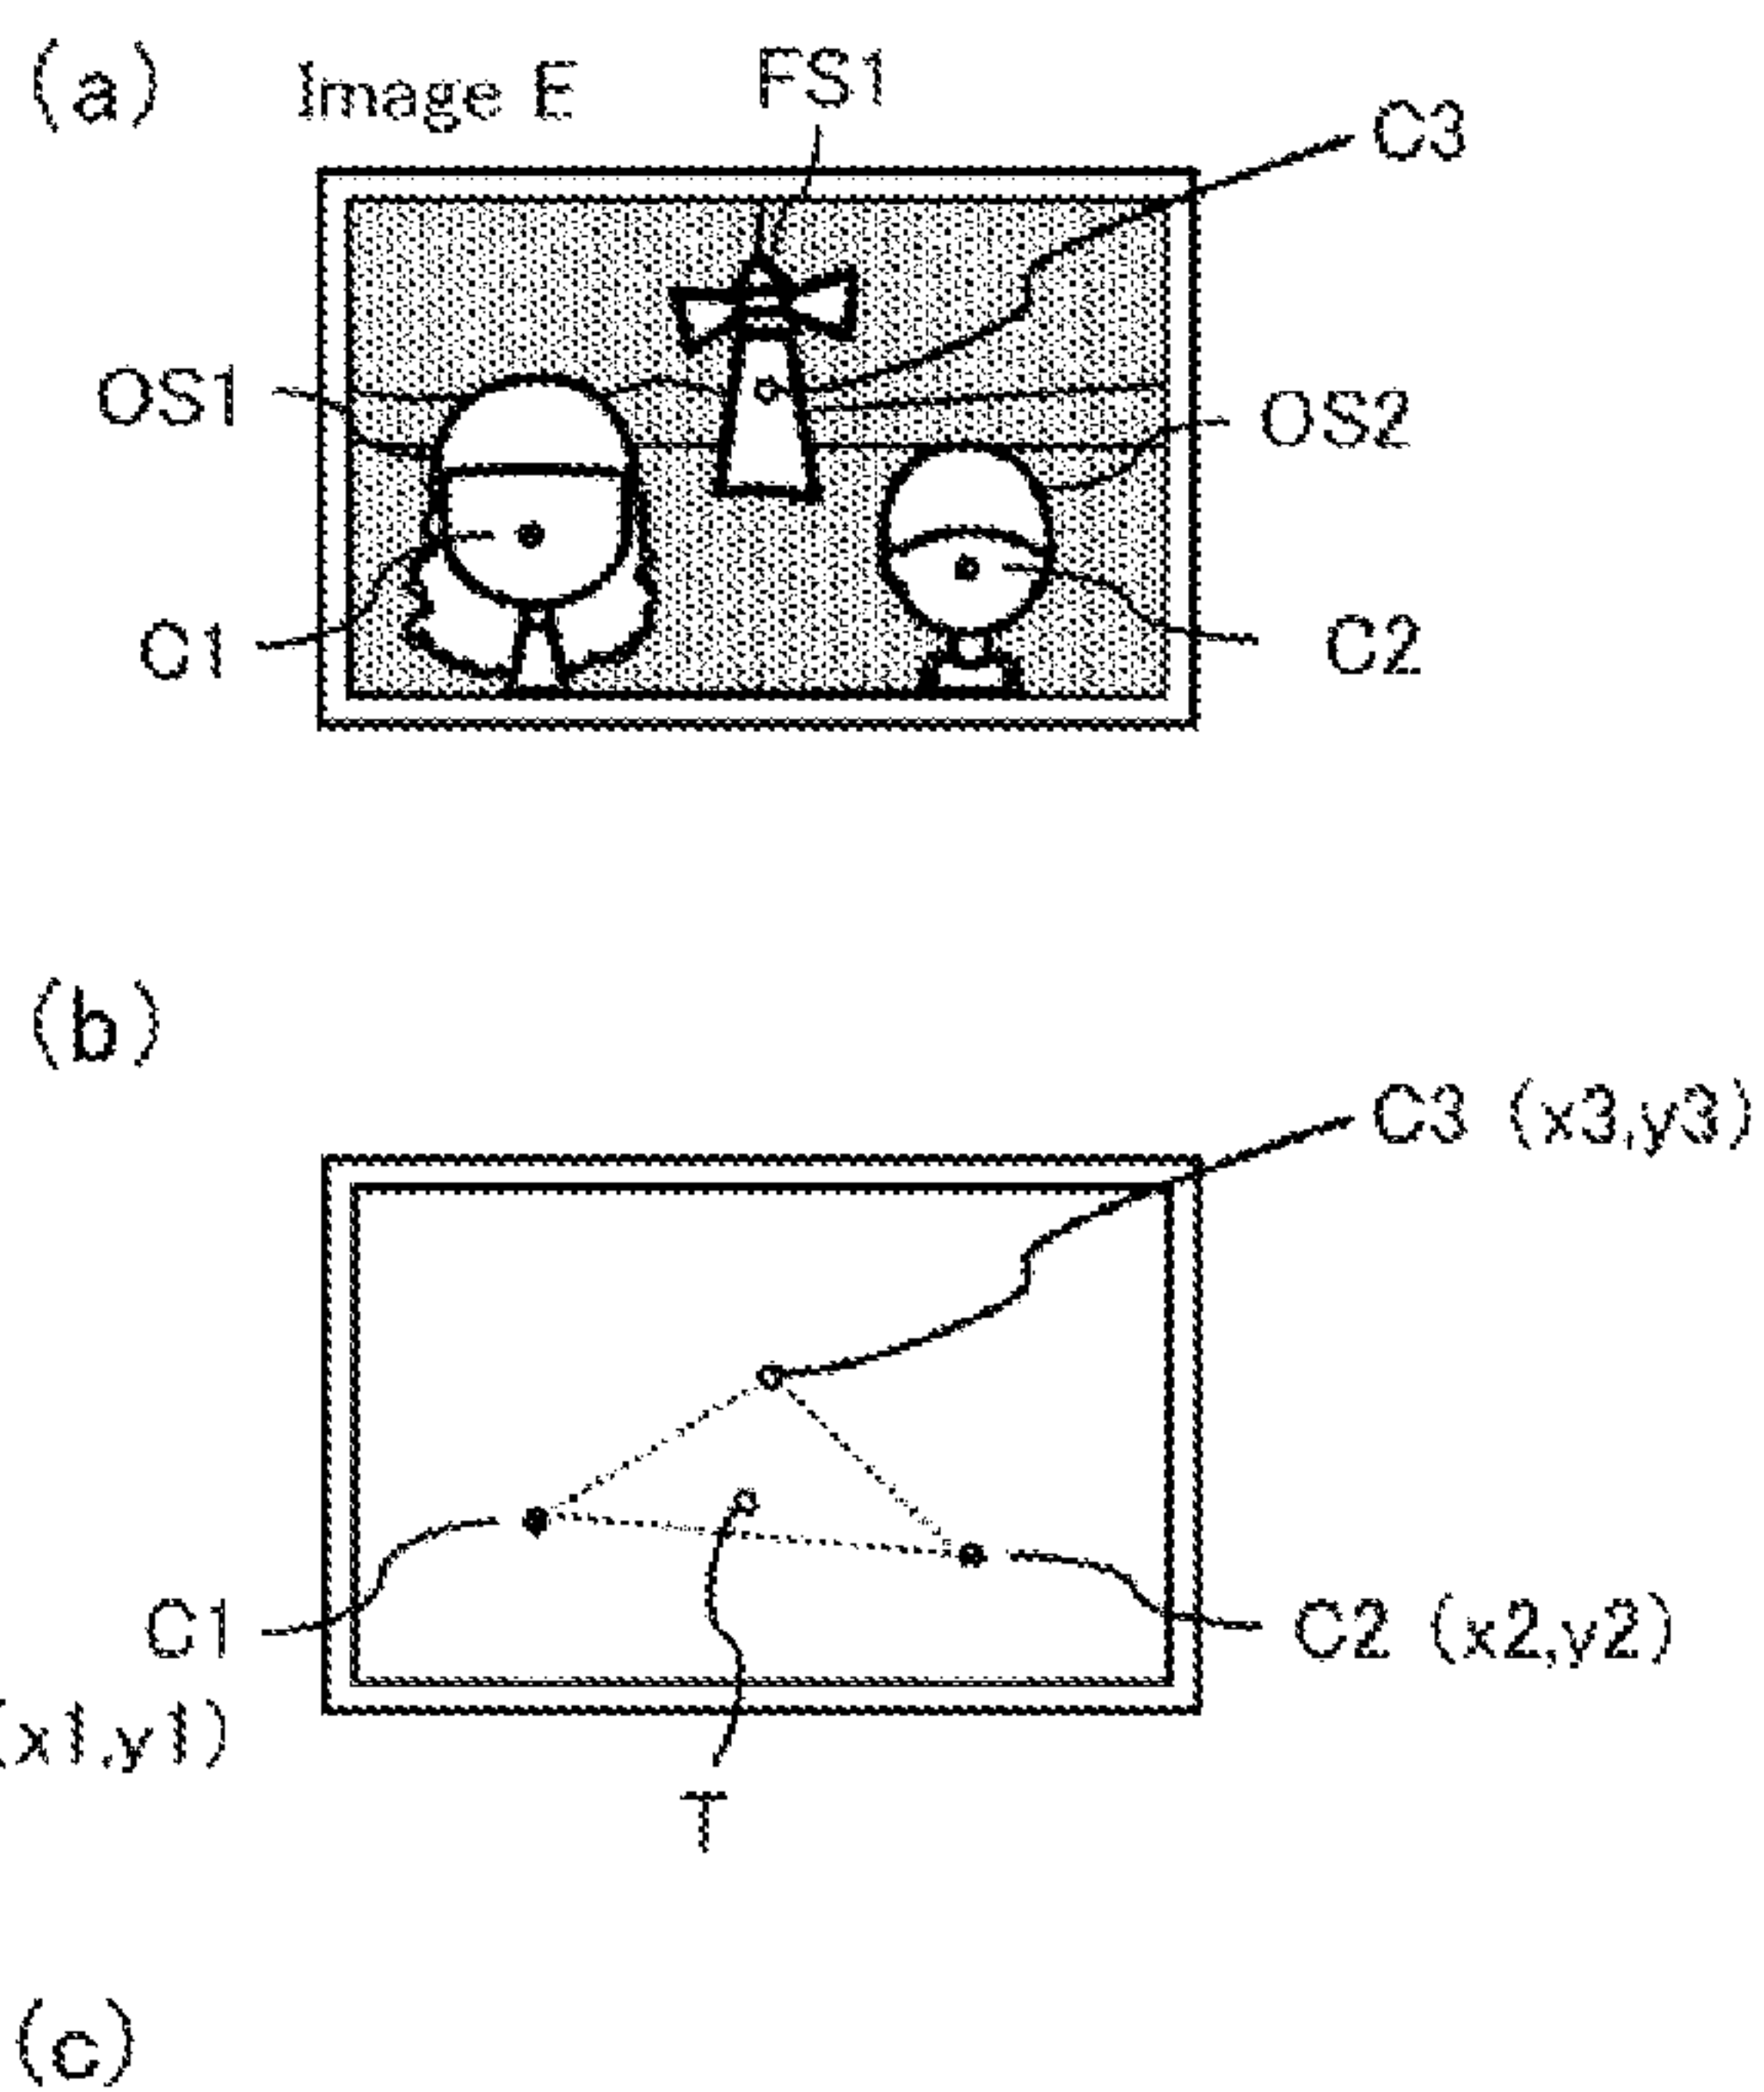 (a) Image E FS1
C3
OS1
OS2
C1
C2
(b)
C3 (x3,y3)
C1
C2 (x2,y2)
(x1,y1)
T
(c)